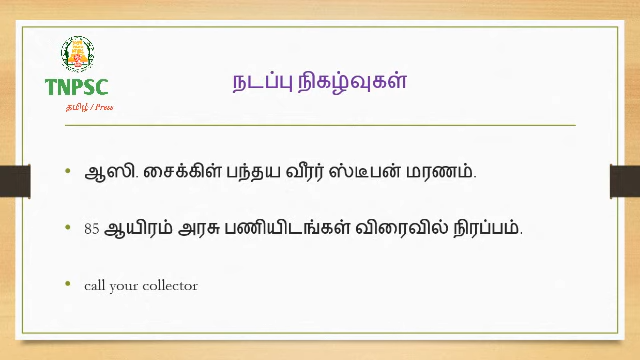 TNPSC
தமிழ் / Press
நடப்பு நிகழ்வுகள்
• ஆஸி. சைக்கிள் பந்தய வீரர் ஸ்டீபன் மரணம்.
• 85 ஆயிரம் அரசு பணியிடங்கள் விரைவில் நிரப்பம்.
• call your collector